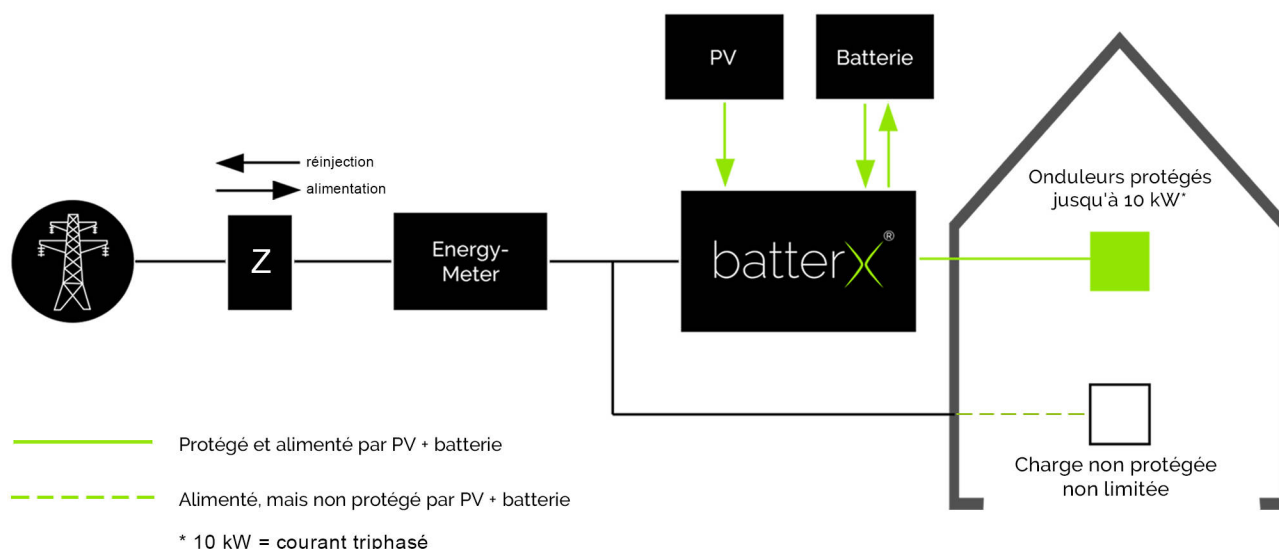 PV
Batterie
réinjection
alimentation
Onduleurs protégés
jusqu'à 10 kW*
Z
Energy-
Meter
batterX®
Charge non protégée
non limitée
Protégé et alimenté par PV + batterie
Alimenté, mais non protégé par PV + batterie
* 10 kW = courant triphasé